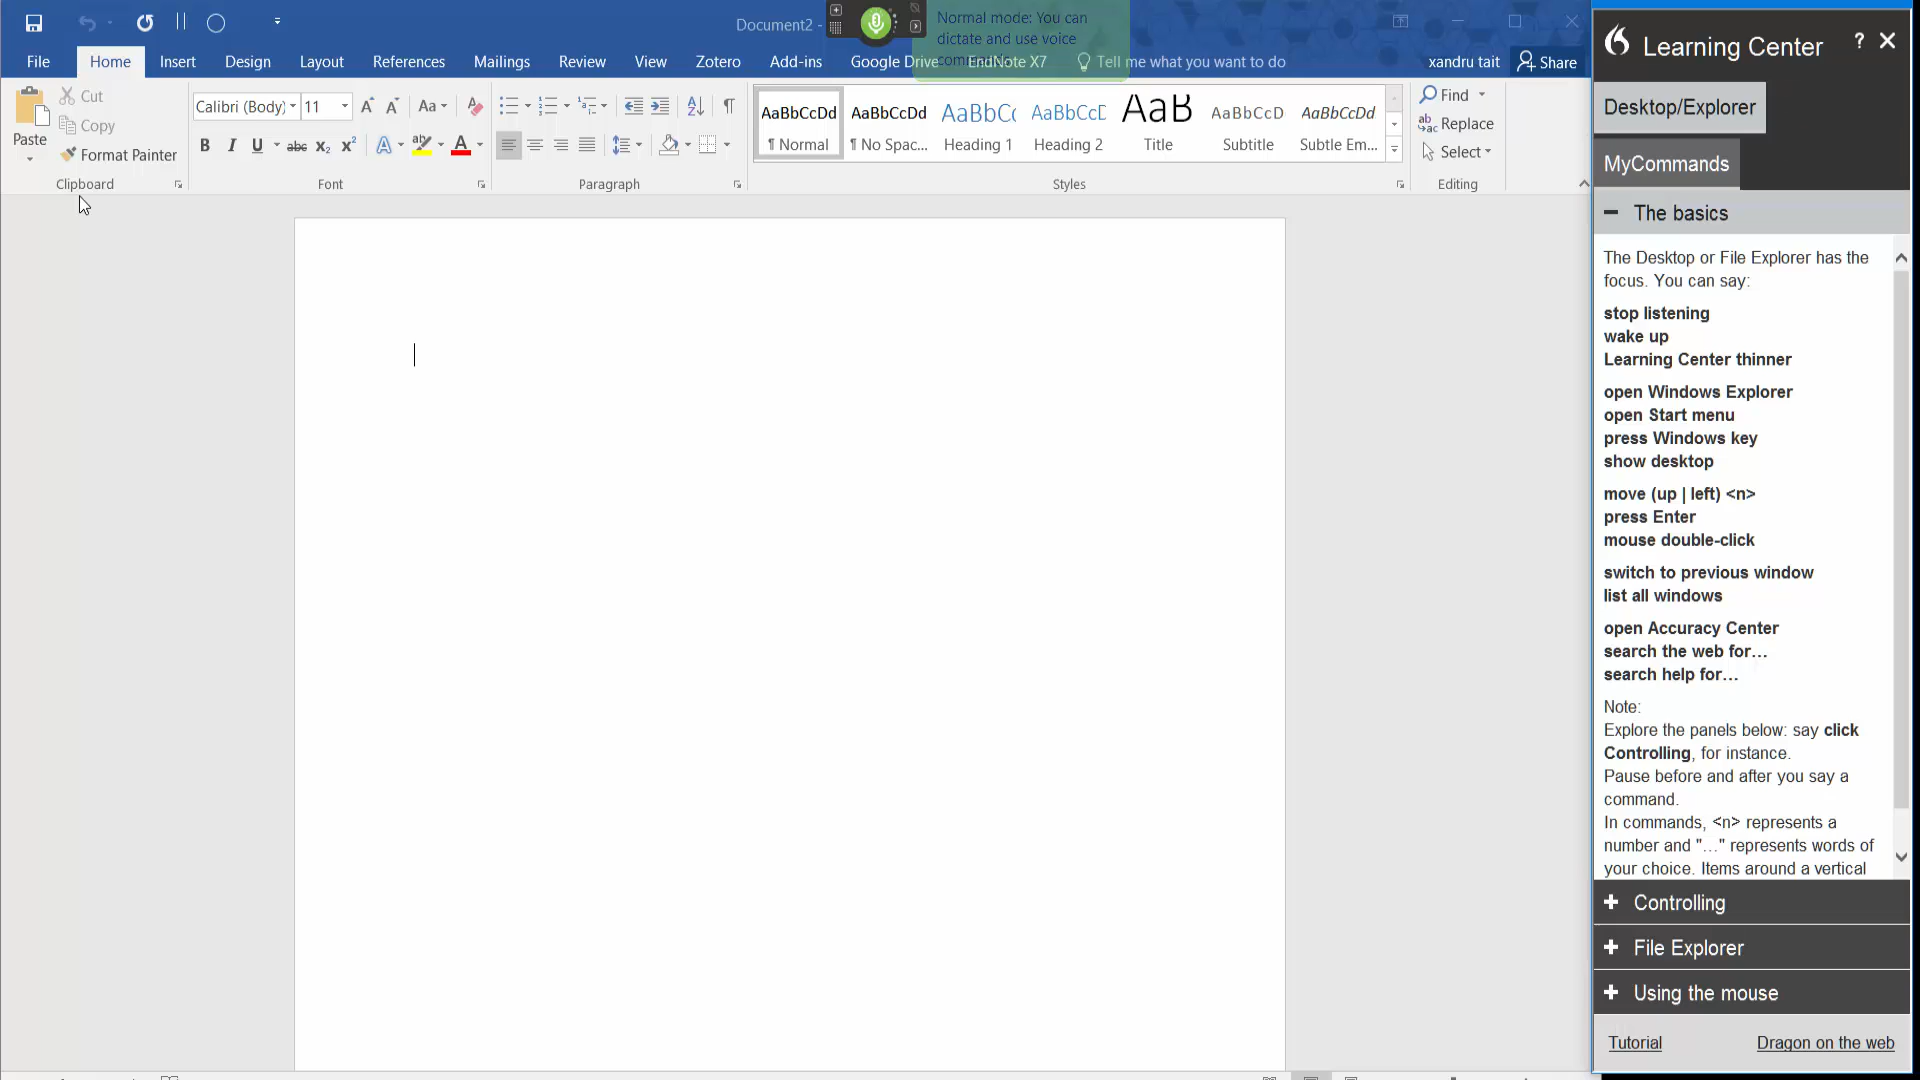 Document2 -
Normal mode: You can
dictate and use voice
File Home Insert Design Layout References Mailings Review View Zotero Add-ins Google Drive EndNote X7 Tell me what you want to do xandru tait Share
Paste
Cut
Copy
Format Painter
Clipboard
Calibri (Body) 11
Aa
B I U abc X₂ X²
A ab A
Font
Paragraph
AaBbCcDd AaBbCcDd AaBbC( AaBbCcC AaB AaBbCcD AaBbCcDd
¶ Normal ¶ No Spac... Heading 1 Heading 2 Title Subtitle Subtle Em...
Styles
Find
Replace
Select
Editing
Learning Center ?
Desktop/Explorer
MyCommands
The basics
The Desktop or File Explorer has the
focus. You can say:
stop listening
wake up
Learning Center thinner
open Windows Explorer
open Start menu
press Windows key
show desktop
move (up | left) <n>
press Enter
mouse double-click
switch to previous window
list all windows
open Accuracy Center
search the web for…
search help for…
Note:
Explore the panels below: say click
Controlling, for instance.
Pause before and after you say a
command.
In commands, <n> represents a
number and "…" represents words of
your choice. Items around a vertical
Controlling
File Explorer
Using the mouse
Tutorial Dragon on the web